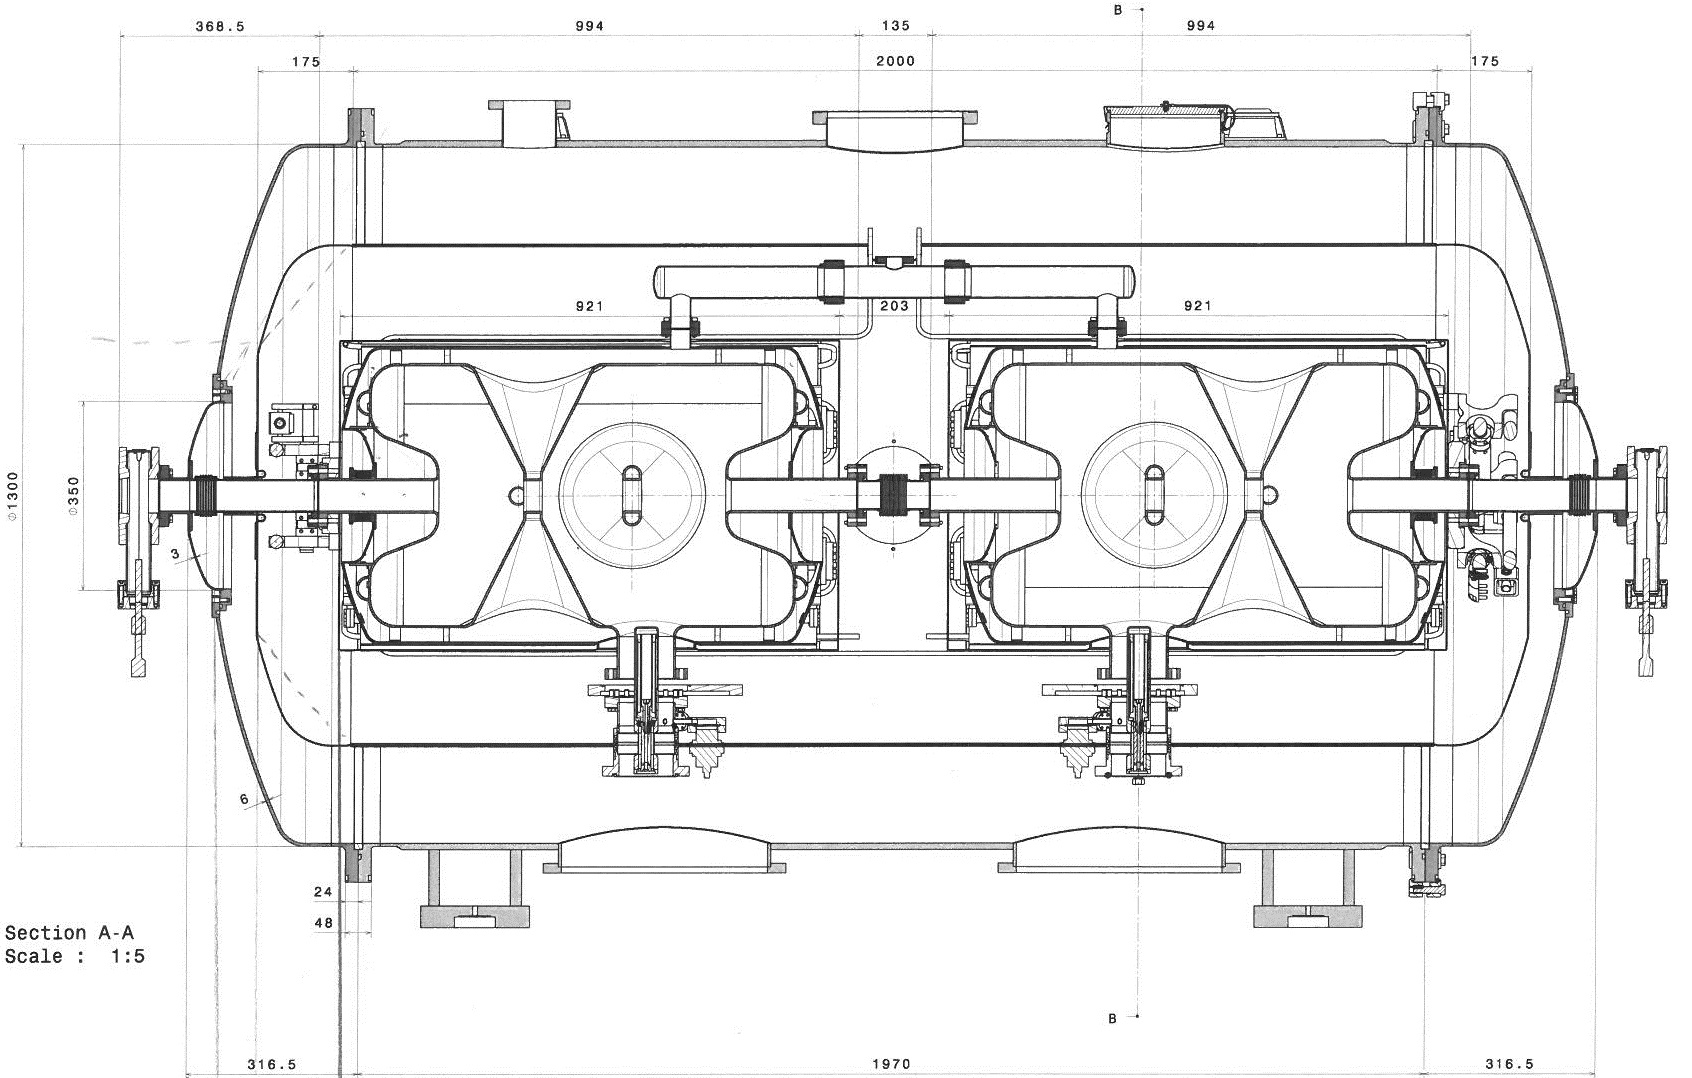 B
368.5 994 135 994
175 2000 175
921 203 921
Φ1300
Φ350
3
6
24
48
Section A-A
Scale : 1:5
B
316.5 1970 316.5